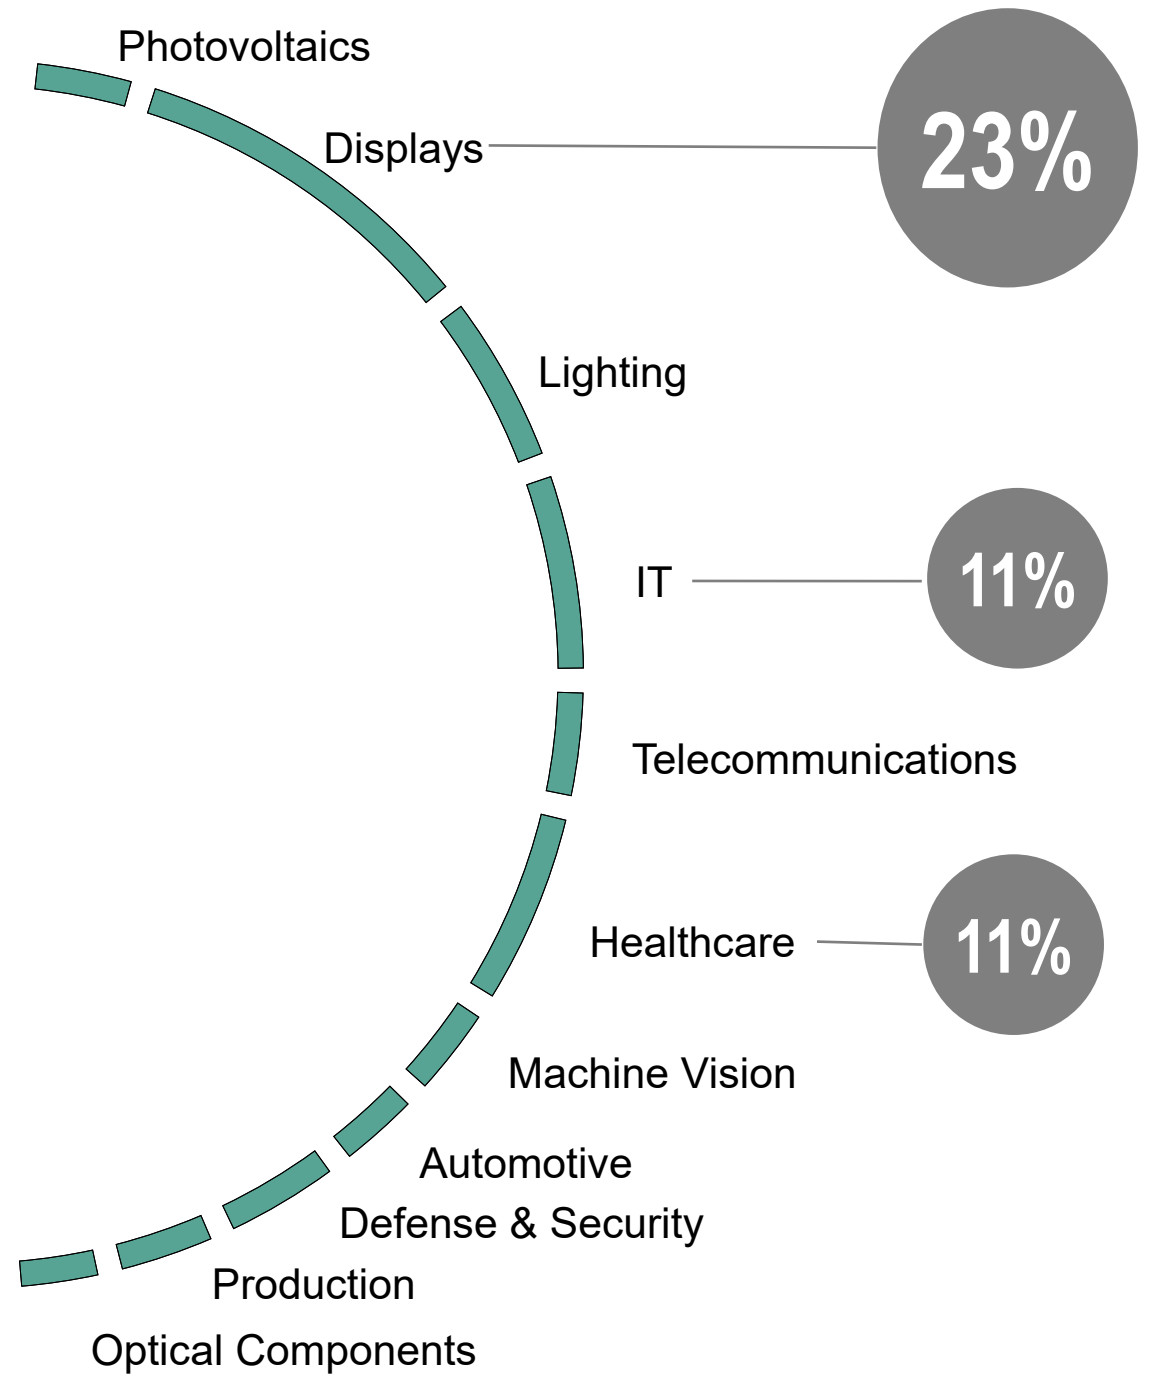 Photovoltaics
Displays
23%
Lighting
IT
11%
Telecommunications
Healthcare
11%
Machine Vision
Automotive
Defense & Security
Production
Optical Components